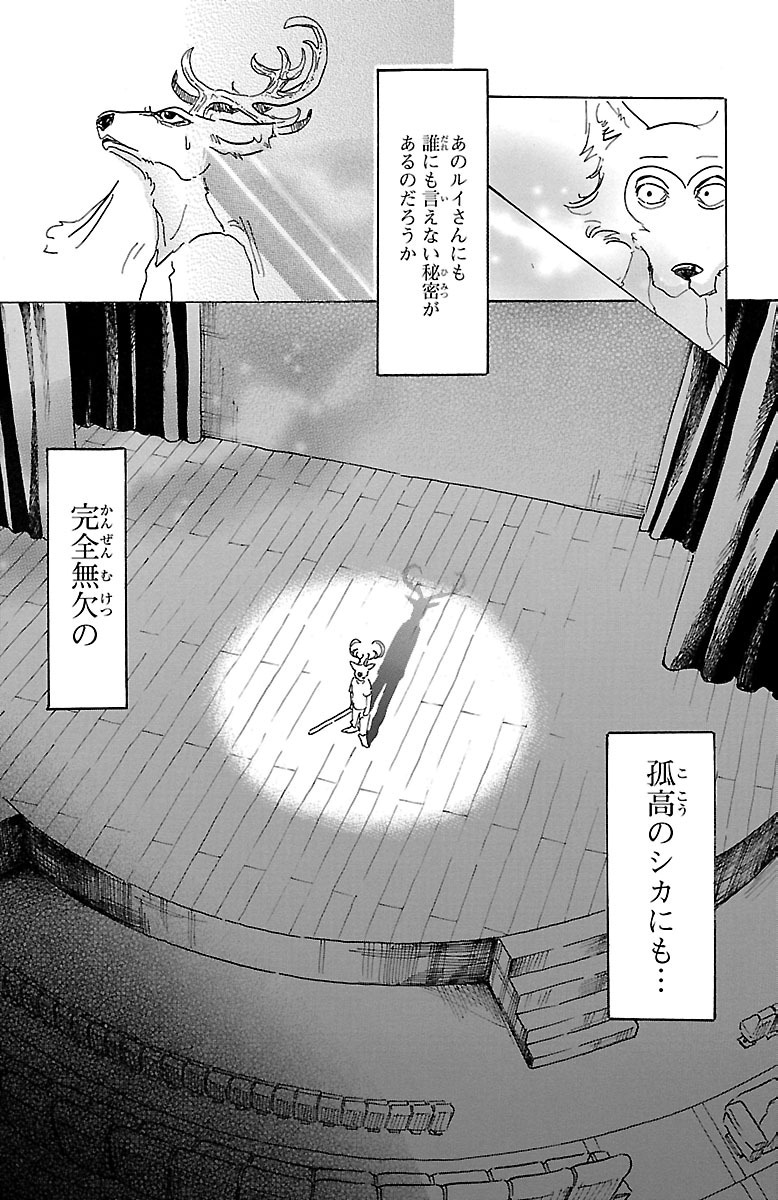 あのルイさんにも
誰にも言えない秘密が
あるのだろうか
孤高のシカにも…
完全無欠の